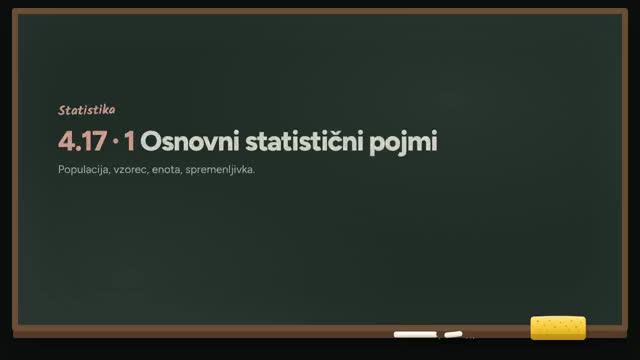 Statistika
4.17 · 1 Osnovni statistični pojmi
Populacija, vzorec, enota, spremenljivka.